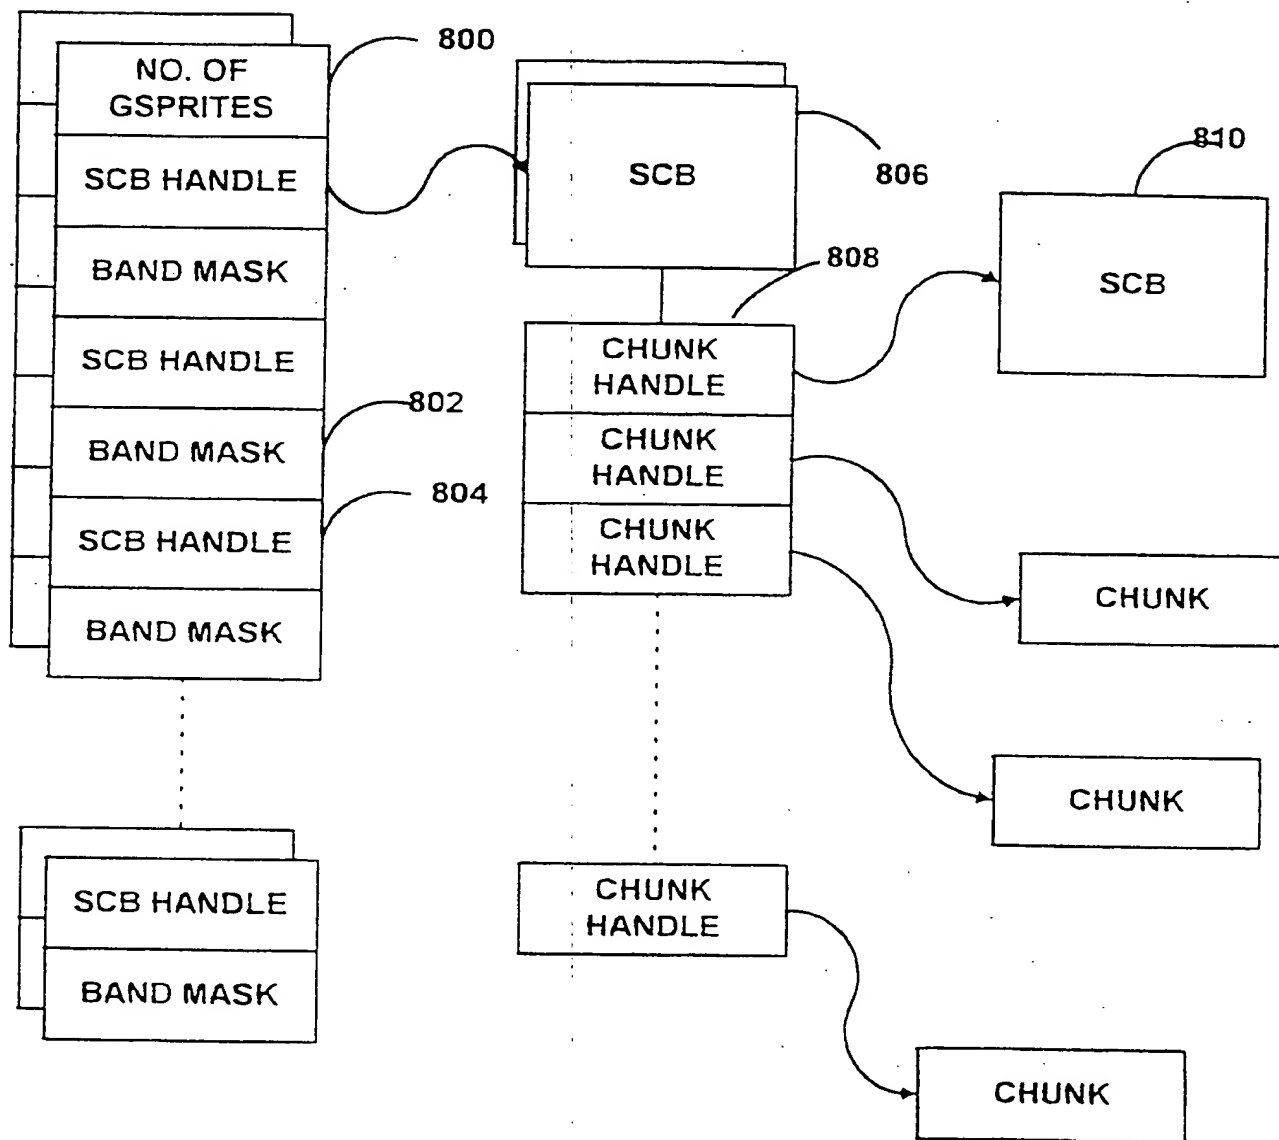 800
NO. OF
GSPRITES
SCB HANDLE
BAND MASK
SCB HANDLE
802
BAND MASK
804
SCB HANDLE
BAND MASK
SCB HANDLE
BAND MASK
SCB
806
808
CHUNK
HANDLE
CHUNK
HANDLE
CHUNK
HANDLE
CHUNK
HANDLE
810
SCB
CHUNK
CHUNK
CHUNK